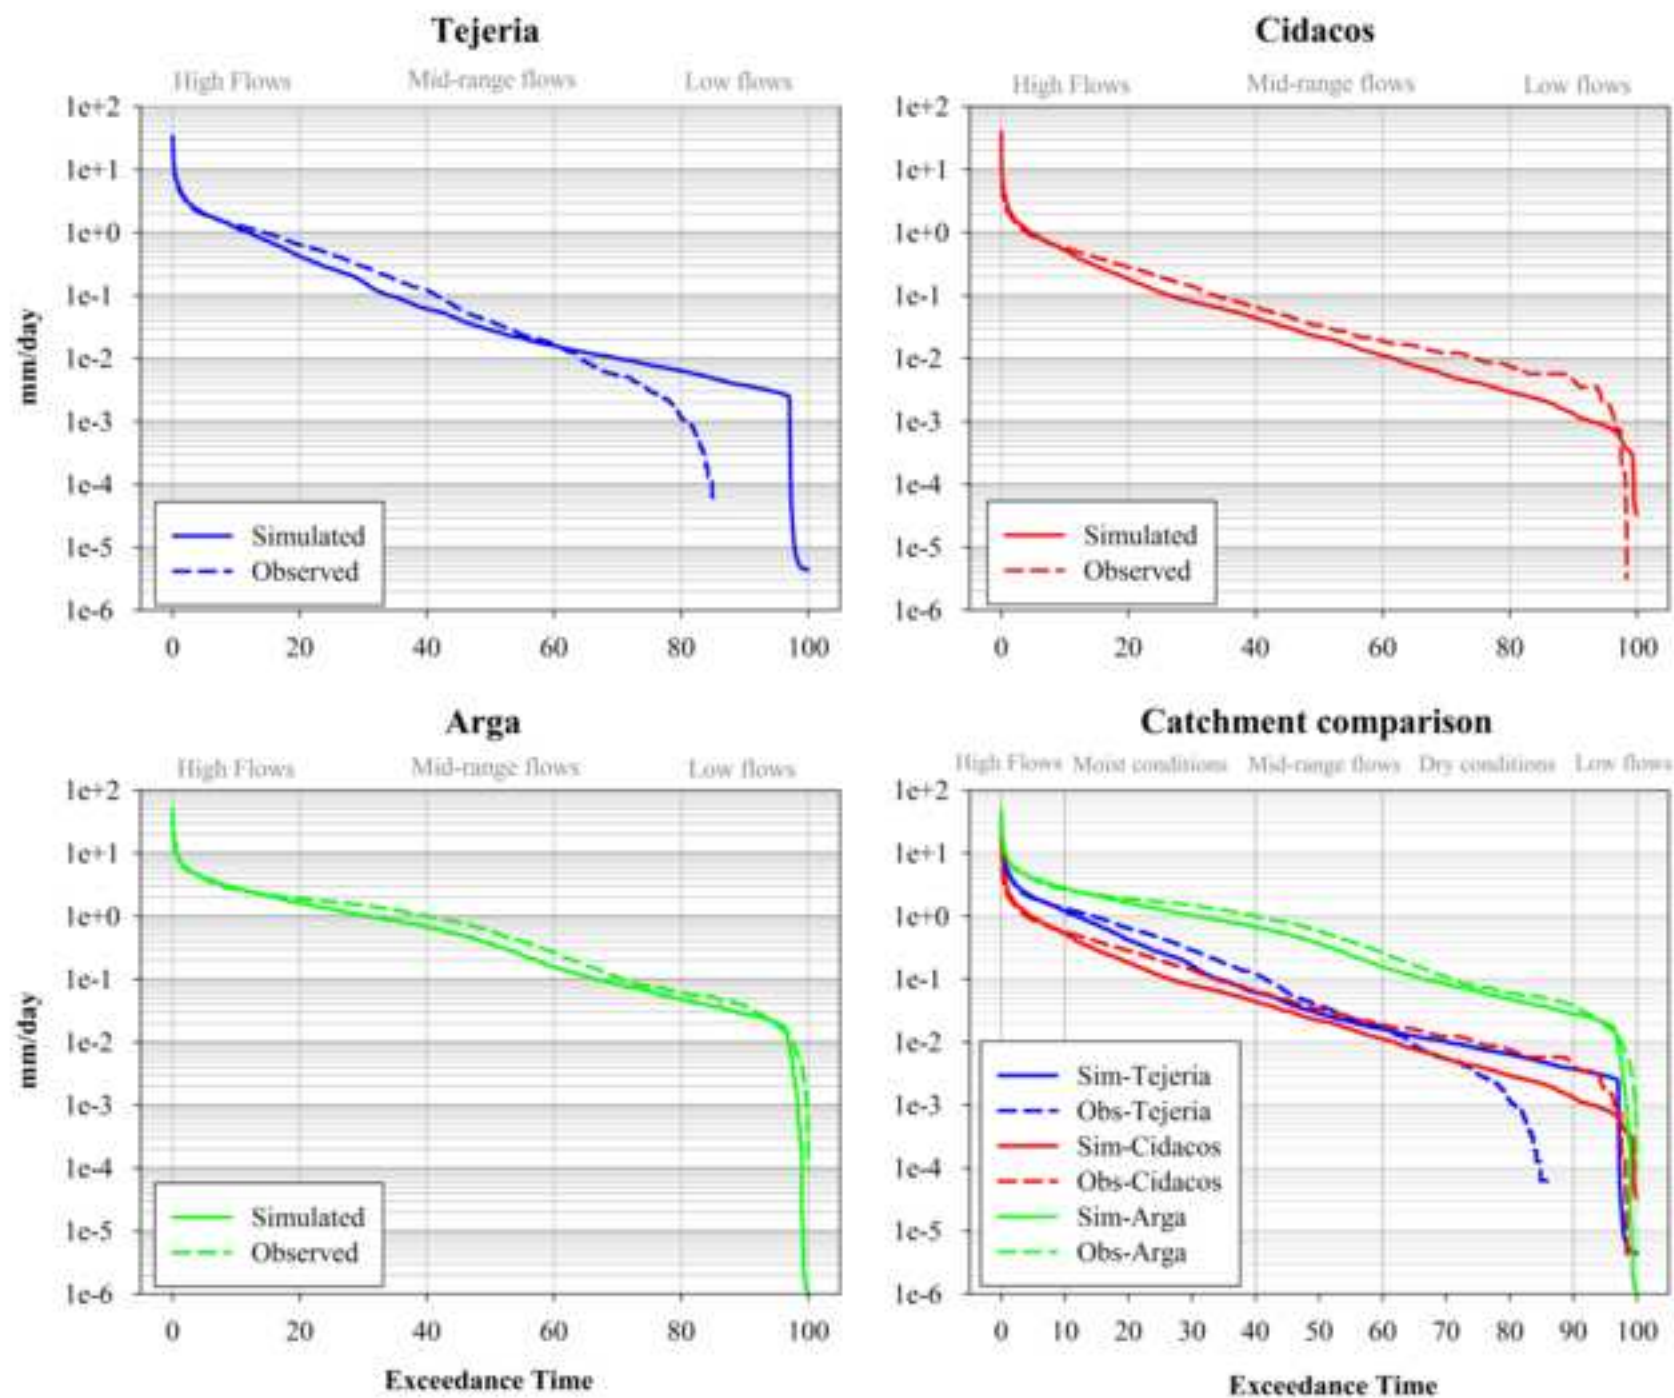 Tejeria
High Flows Mid-range flows Low flows
1e+2
1e+1
1e+0
1e-1
1e-2
1e-3
1e-4
1e-5
1e-6
mm/day
Simulated
Observed
0 20 40 60 80 100
Cidacos
High Flows Mid-range flows Low flows
1e+2
1e+1
1e+0
1e-1
1e-2
1e-3
1e-4
1e-5
1e-6
Simulated
Observed
0 20 40 60 80 100
Arga
High Flows Mid-range flows Low flows
1e+2
1e+1
1e+0
1e-1
1e-2
1e-3
1e-4
1e-5
1e-6
mm/day
Simulated
Observed
0 20 40 60 80 100
Exceedance Time
Catchment comparison
High Flows Moist conditions Mid-range flows Dry conditions Low flows
1e+2
1e+1
1e+0
1e-1
1e-2
1e-3
1e-4
1e-5
1e-6
Sim-Tejeria
Obs-Tejeria
Sim-Cidacos
Obs-Cidacos
Sim-Arga
Obs-Arga
0 10 20 30 40 50 60 70 80 90 100
Exceedance Time